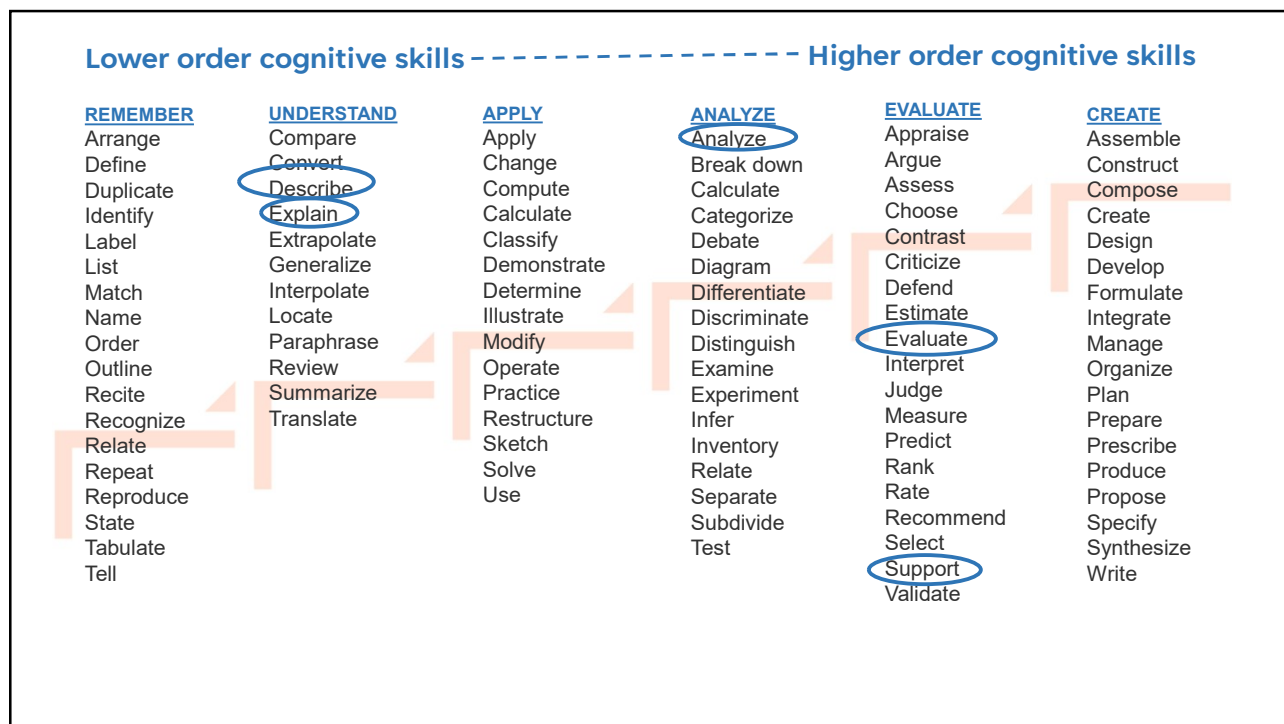 Lower order cognitive skills
Higher order cognitive skills
REMEMBER
Arrange
Define
Duplicate
Identify
Label
List
Match
Name
Order
Outline
Recite
Recognize
Relate
Repeat
Reproduce
State
Tabulate
Tell
UNDERSTAND
Compare
Convert
Describe
Explain
Extrapolate
Generalize
Interpolate
Locate
Paraphrase
Review
Summarize
Translate
APPLY
Apply
Change
Compute
Calculate
Classify
Demonstrate
Determine
Illustrate
Modify
Operate
Practice
Restructure
Sketch
Solve
Use
ANALYZE
Analyze
Break down
Calculate
Categorize
Debate
Diagram
Differentiate
Discriminate
Distinguish
Examine
Experiment
Infer
Inventory
Relate
Separate
Subdivide
Test
EVALUATE
Appraise
Argue
Assess
Choose
Contrast
Criticize
Defend
Estimate
Evaluate
Interpret
Judge
Measure
Predict
Rank
Rate
Recommend
Select
Support
Validate
CREATE
Assemble
Construct
Compose
Create
Design
Develop
Formulate
Integrate
Manage
Organize
Plan
Prepare
Prescribe
Produce
Propose
Specify
Synthesize
Write